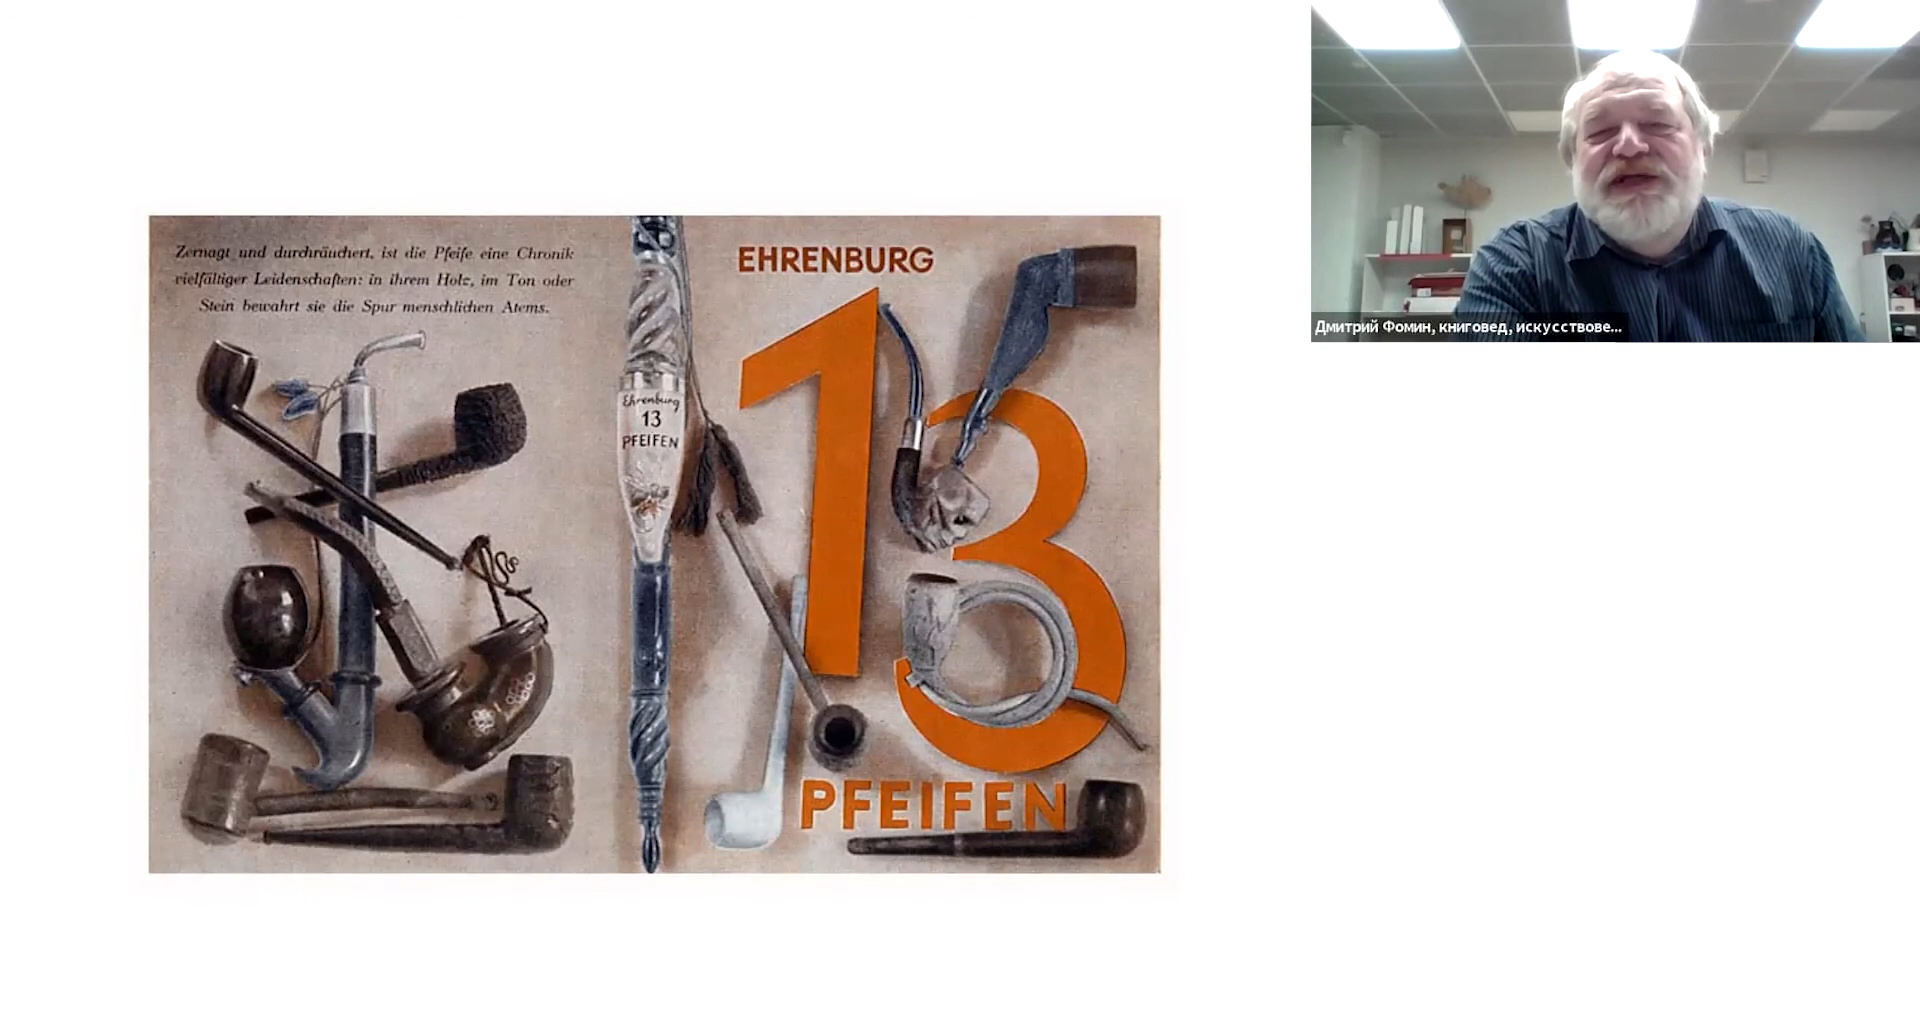 Zernagt und durchräuchert, ist die Pfeife eine Chronik
vielfältiger Leidenschaften: in ihrem Holz, im Ton oder
Stein bewahrt sie die Spur menschlichen Atems.
Ehrenburg
13
PFEIFEN
EHRENBURG
13
PFEIFEN
Дмитрий Фомин, книговед, искусствове...